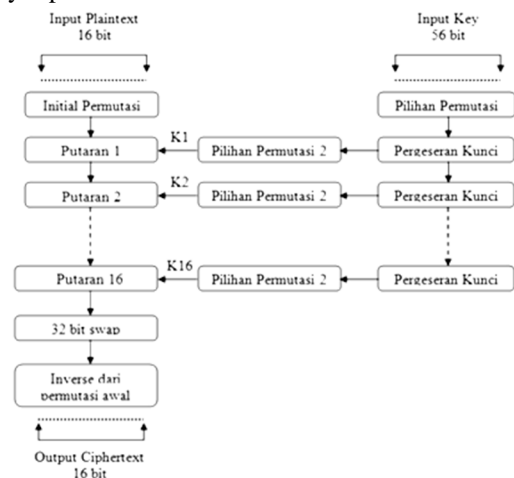 Input Plaintext
16 bit
Input Key
56 bit
Initial Permutasi
Pilihan Permutasi
Putaran 1
K1
Pilihan Permutasi 2
Pergeseran Kunci
Putaran 2
K2
Pilihan Permutasi 2
Pergeseran Kunci
Putaran 16
K16
Pilihan Permutasi 2
Pergeseran Kunci
32 bit swap
Inverse dari
permutasi awal
Output Ciphertext
16 bit